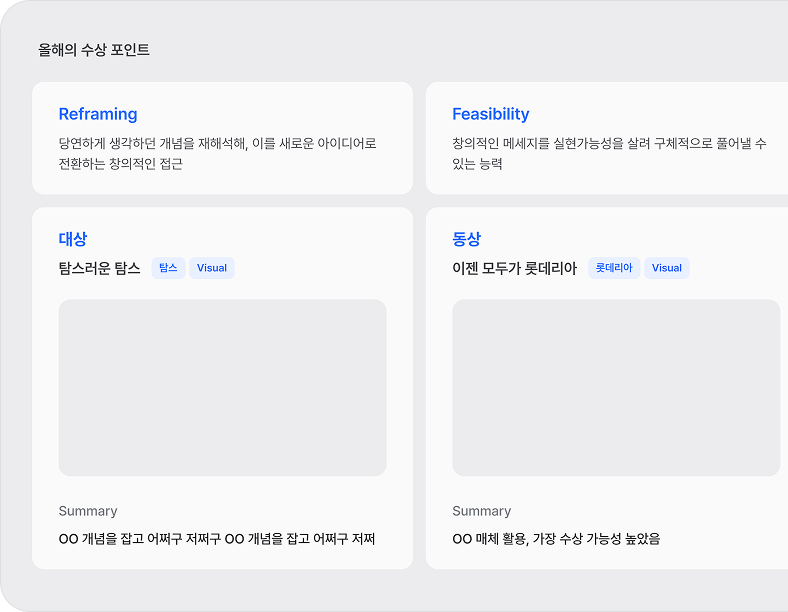 올해의 수상 포인트
Reframing
당연하게 생각하던 개념을 재해석해, 이를 새로운 아이디어로
전환하는 창의적인 접근
Feasibility
창의적인 메세지를 실현가능성을 살려 구체적으로 풀어낼 수
있는 능력
대상
탐스러운 탐스 탐스 Visual
Summary
OO 개념을 잡고 어쩌구 저쩌구 OO 개념을 잡고 어쩌구 저쩌
동상
이젠 모두가 롯데리아 롯데리아 Visual
Summary
OO 매체 활용, 가장 수상 가능성 높았음